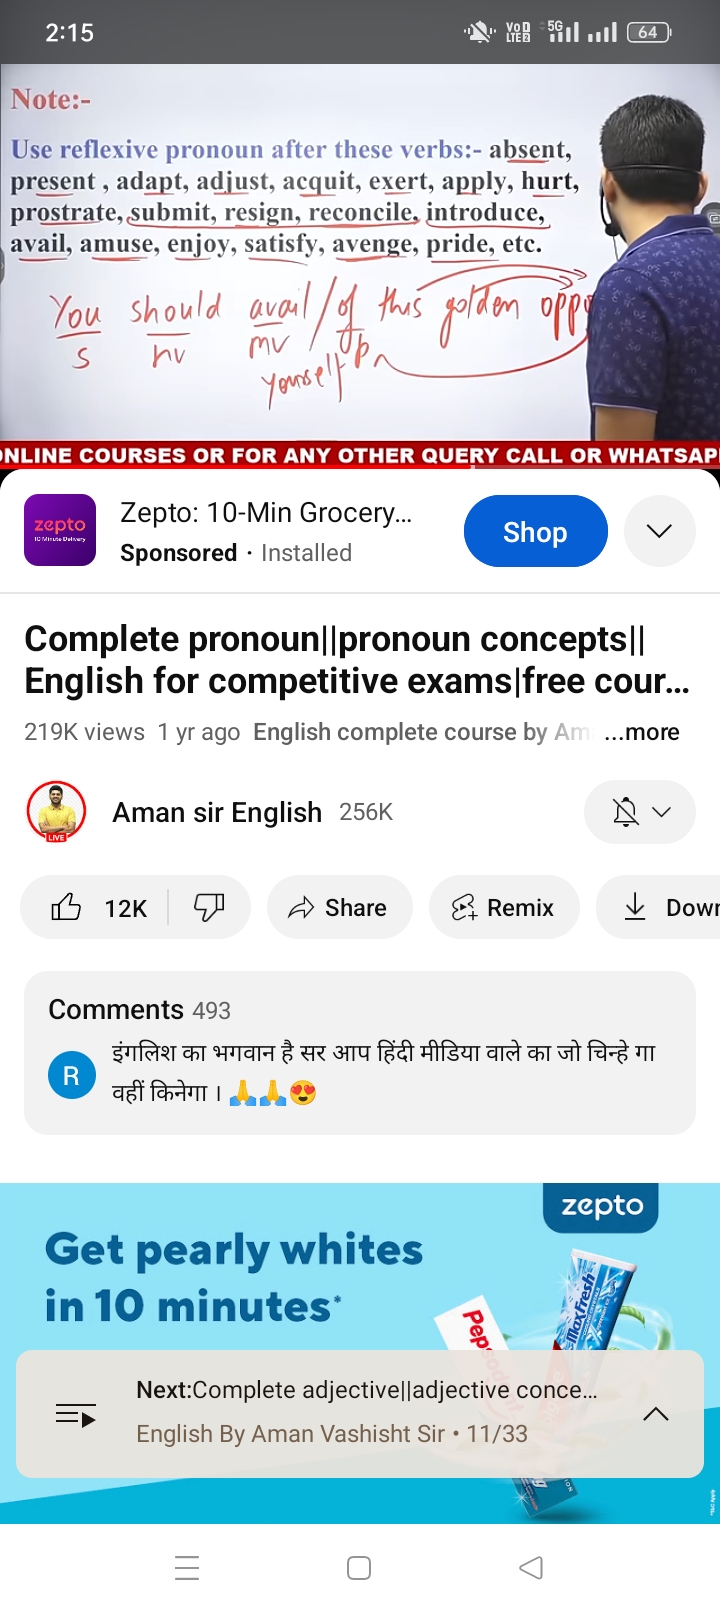 2:15
VoD LTE2 5G 64
Note:-
Use reflexive pronoun after these verbs:- absent,
present , adapt, adjust, acquit, exert, apply, hurt,
prostrate, submit, resign, reconcile, introduce,
avail, amuse, enjoy, satisfy, avenge, pride, etc.
You should avail / of this golden oppo
S hv mv p
yourself
ONLINE COURSES OR FOR ANY OTHER QUERY CALL OR WHATSAP
zepto
10 Minute Delivery
Zepto: 10-Min Grocery...
Sponsored · Installed
Shop
Complete pronoun||pronoun concepts||
English for competitive exams|free cour...
219K views 1 yr ago English complete course by Am ...more
LIVE
Aman sir English 256K
12K Share Remix Down
Comments 493
R
इंगलिश का भगवान है सर आप हिंदी मीडिया वाले का जो चिन्हे गा
वहीं किनेगा । 🙏🙏😍
zepto
Get pearly whites
in 10 minutes*
MaxFresh
Pep
Next:Complete adjective||adjective conce...
English By Aman Vashisht Sir • 11/33